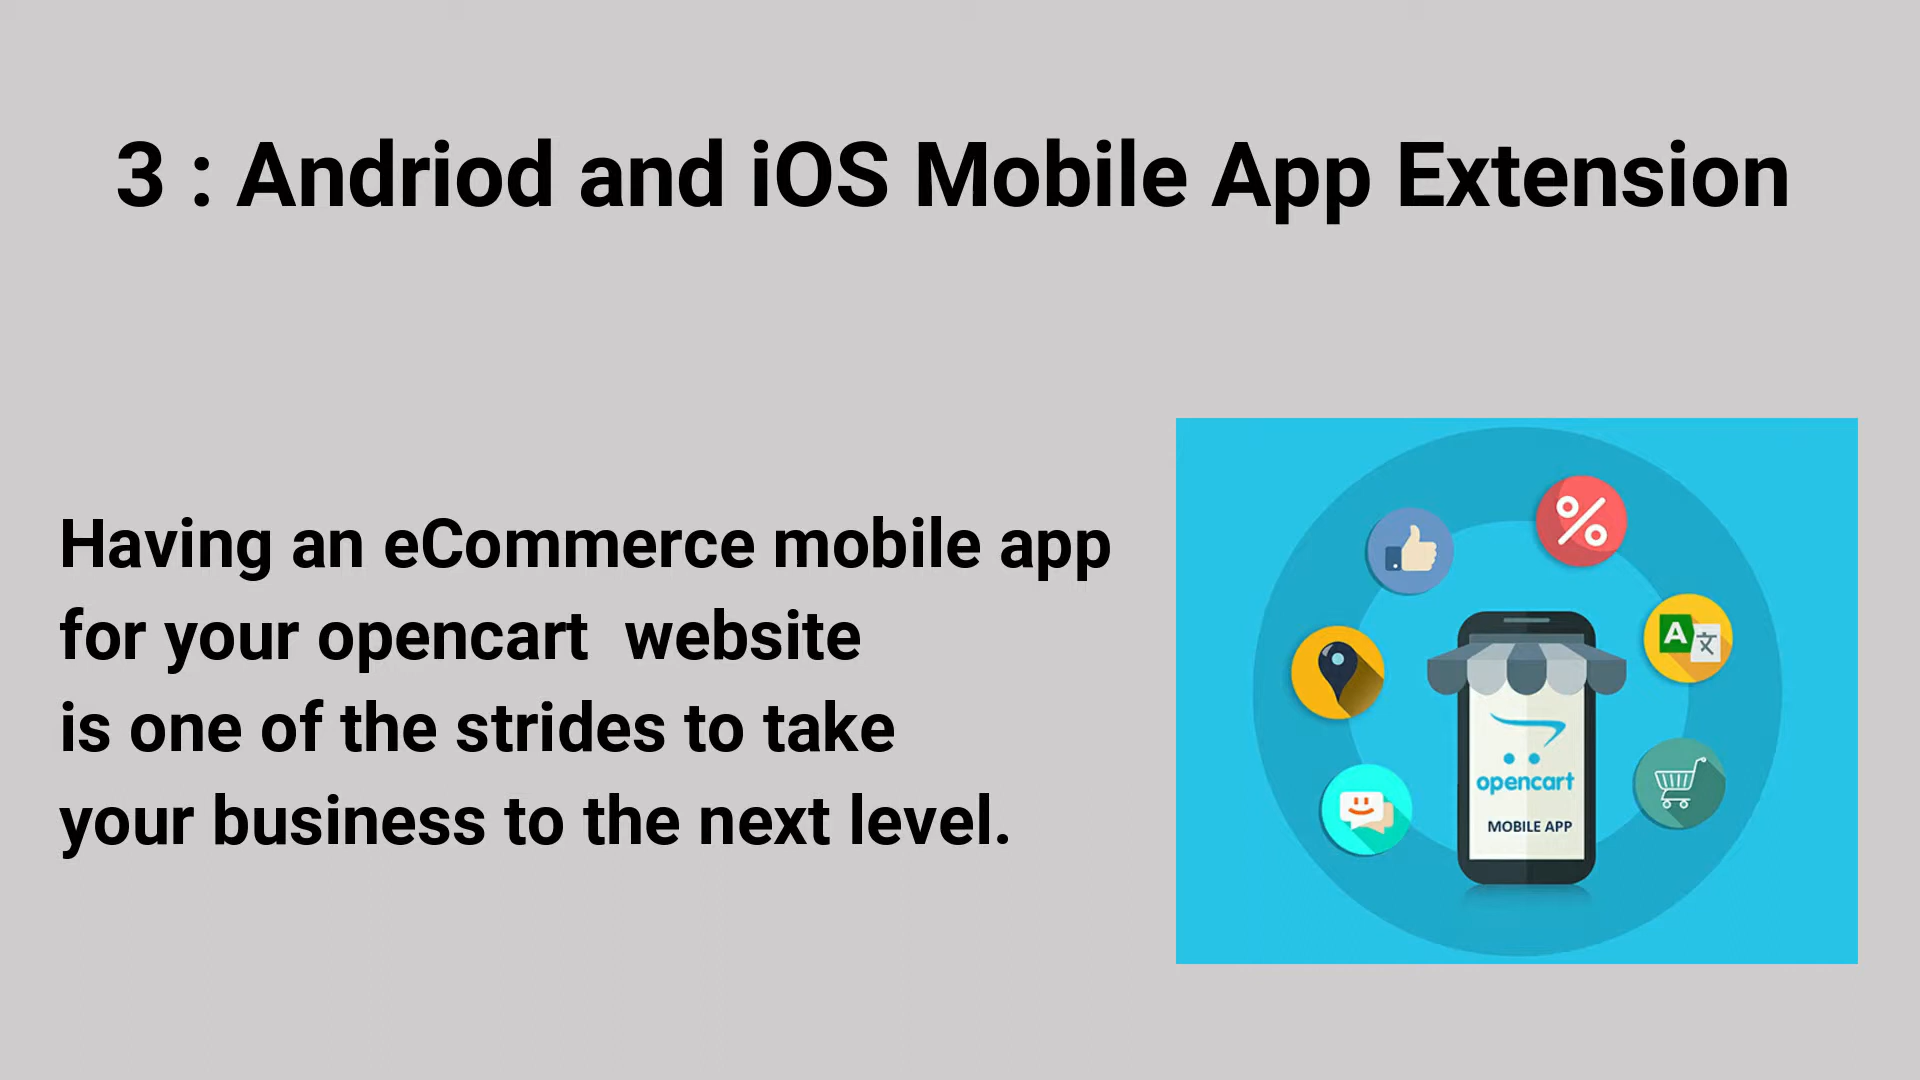 3 : Andriod and iOS Mobile App Extension
Having an eCommerce mobile app
for your opencart  website
is one of the strides to take
your business to the next level.
%
A 文
opencart
MOBILE APP